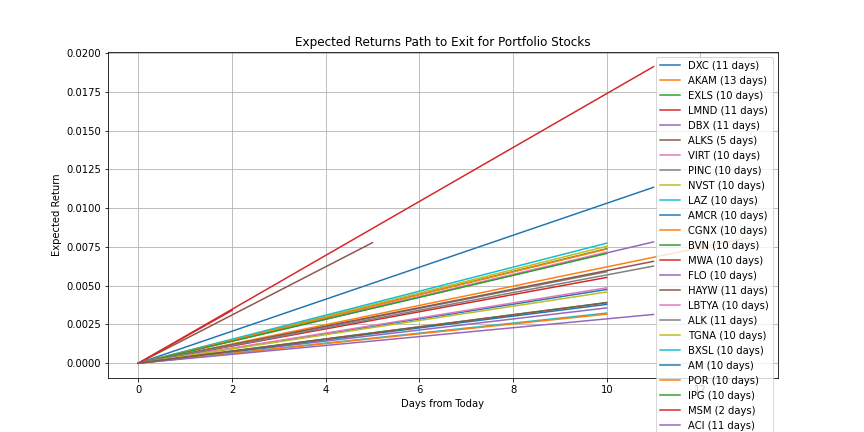 Expected Returns Path to Exit for Portfolio Stocks
Expected Return
0.0200
0.0175
0.0150
0.0125
0.0100
0.0075
0.0050
0.0025
0.0000
0
2
4
6
8
10
Days from Today
DXC (11 days)
AKAM (13 days)
EXLS (10 days)
LMND (11 days)
DBX (11 days)
ALKS (5 days)
VIRT (10 days)
PINC (10 days)
NVST (10 days)
LAZ (10 days)
AMCR (10 days)
CGNX (10 days)
BVN (10 days)
MWA (10 days)
FLO (10 days)
HAYW (11 days)
LBTYA (10 days)
ALK (11 days)
TGNA (10 days)
BXSL (10 days)
AM (10 days)
POR (10 days)
IPG (10 days)
MSM (2 days)
ACI (11 days)